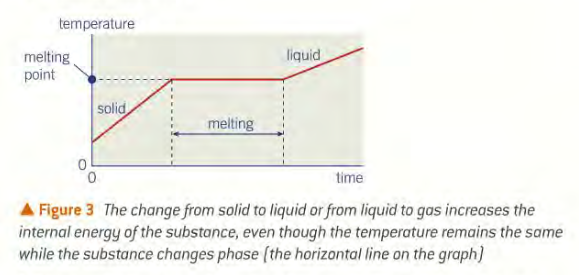 temperature
melting
point
liquid
solid
melting
0
0
time
▲ Figure 3 The change from solid to liquid or from liquid to gas increases the
internal energy of the substance, even though the temperature remains the same
while the substance changes phase (the horizontal line on the graph)